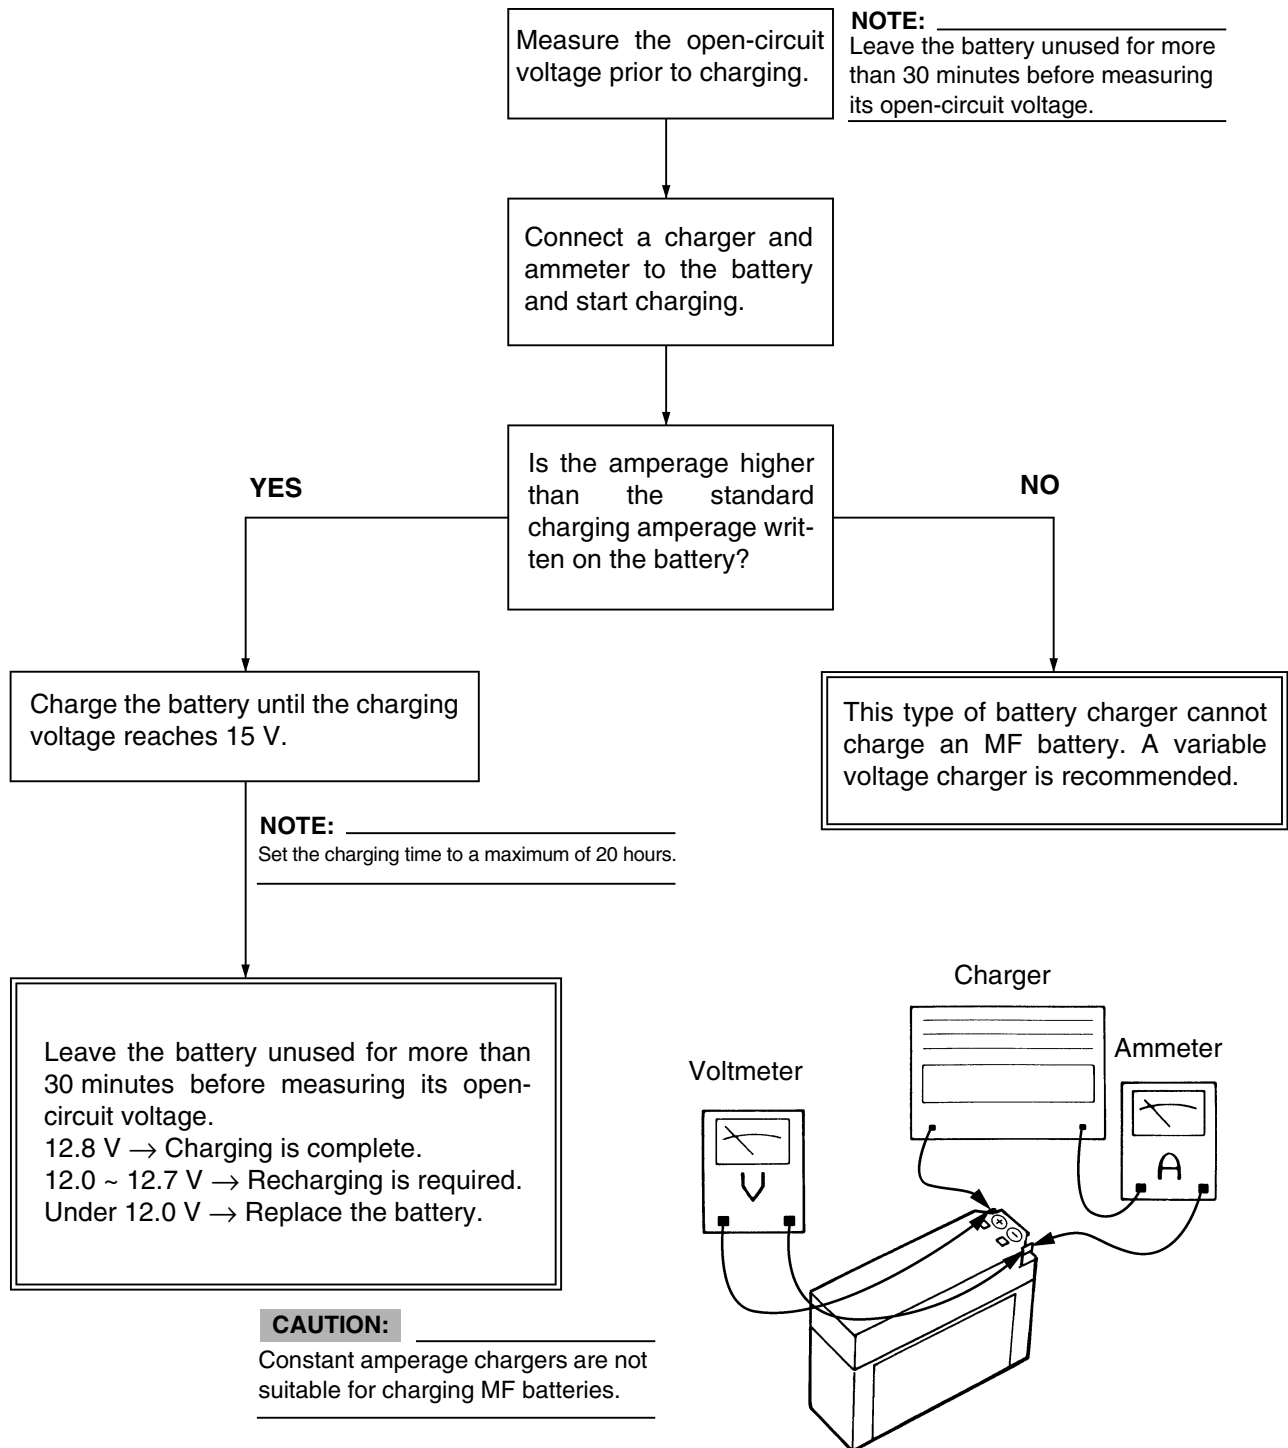 Measure the open-circuit
voltage prior to charging.
NOTE:
Leave the battery unused for more
than 30 minutes before measuring
its open-circuit voltage.
Connect a charger and
ammeter to the battery
and start charging.
Is the amperage higher
than the standard
charging amperage writ-
ten on the battery?
YES
NO
Charge the battery until the charging
voltage reaches 15 V.
This type of battery charger cannot
charge an MF battery. A variable
voltage charger is recommended.
NOTE:
Set the charging time to a maximum of 20 hours.
Leave the battery unused for more than
30 minutes before measuring its open-
circuit voltage.
12.8 V → Charging is complete.
12.0 ~ 12.7 V → Recharging is required.
Under 12.0 V → Replace the battery.
CAUTION:
Constant amperage chargers are not
suitable for charging MF batteries.
Charger
Ammeter
Voltmeter
V
A
+
−